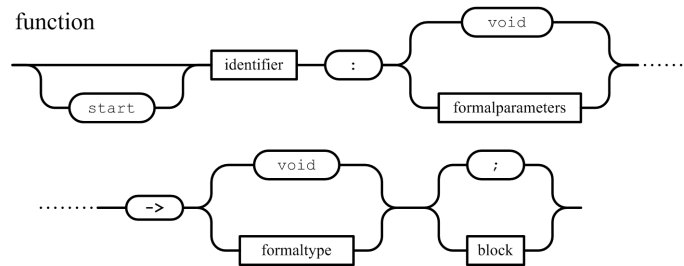 function
void
identifier :
start formalparameters
void ;
->
formaltype block